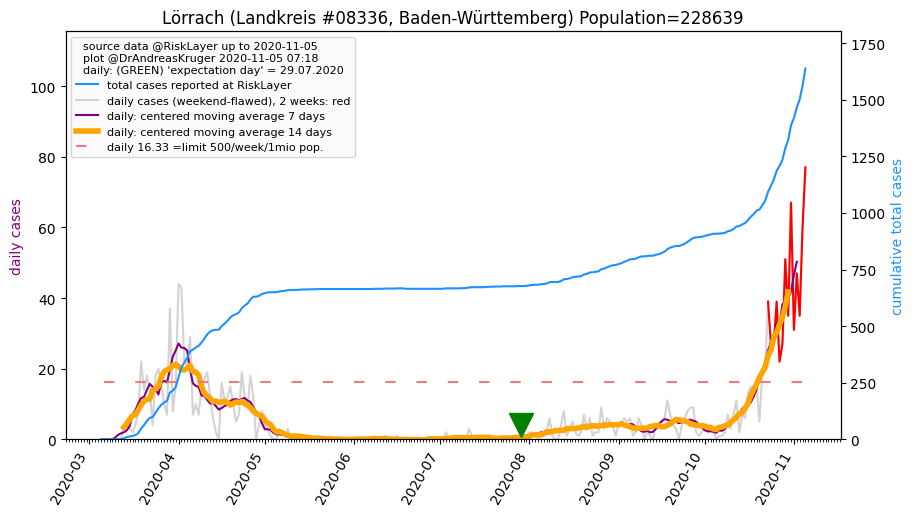 Lörrach (Landkreis #08336, Baden-Württemberg) Population=228639
source data @RiskLayer up to 2020-11-05
plot @DrAndreasKruger 2020-11-05 07:18
daily: (GREEN) 'expectation day' = 29.07.2020
total cases reported at RiskLayer
daily cases (weekend-flawed), 2 weeks: red
daily: centered moving average 7 days
daily: centered moving average 14 days
daily 16.33 =limit 500/week/1mio pop.
daily cases
100
80
60
40
20
0
1750
1500
1250
1000
750
500
250
0
cumulative total cases
2020-03
2020-04
2020-05
2020-06
2020-07
2020-08
2020-09
2020-10
2020-11